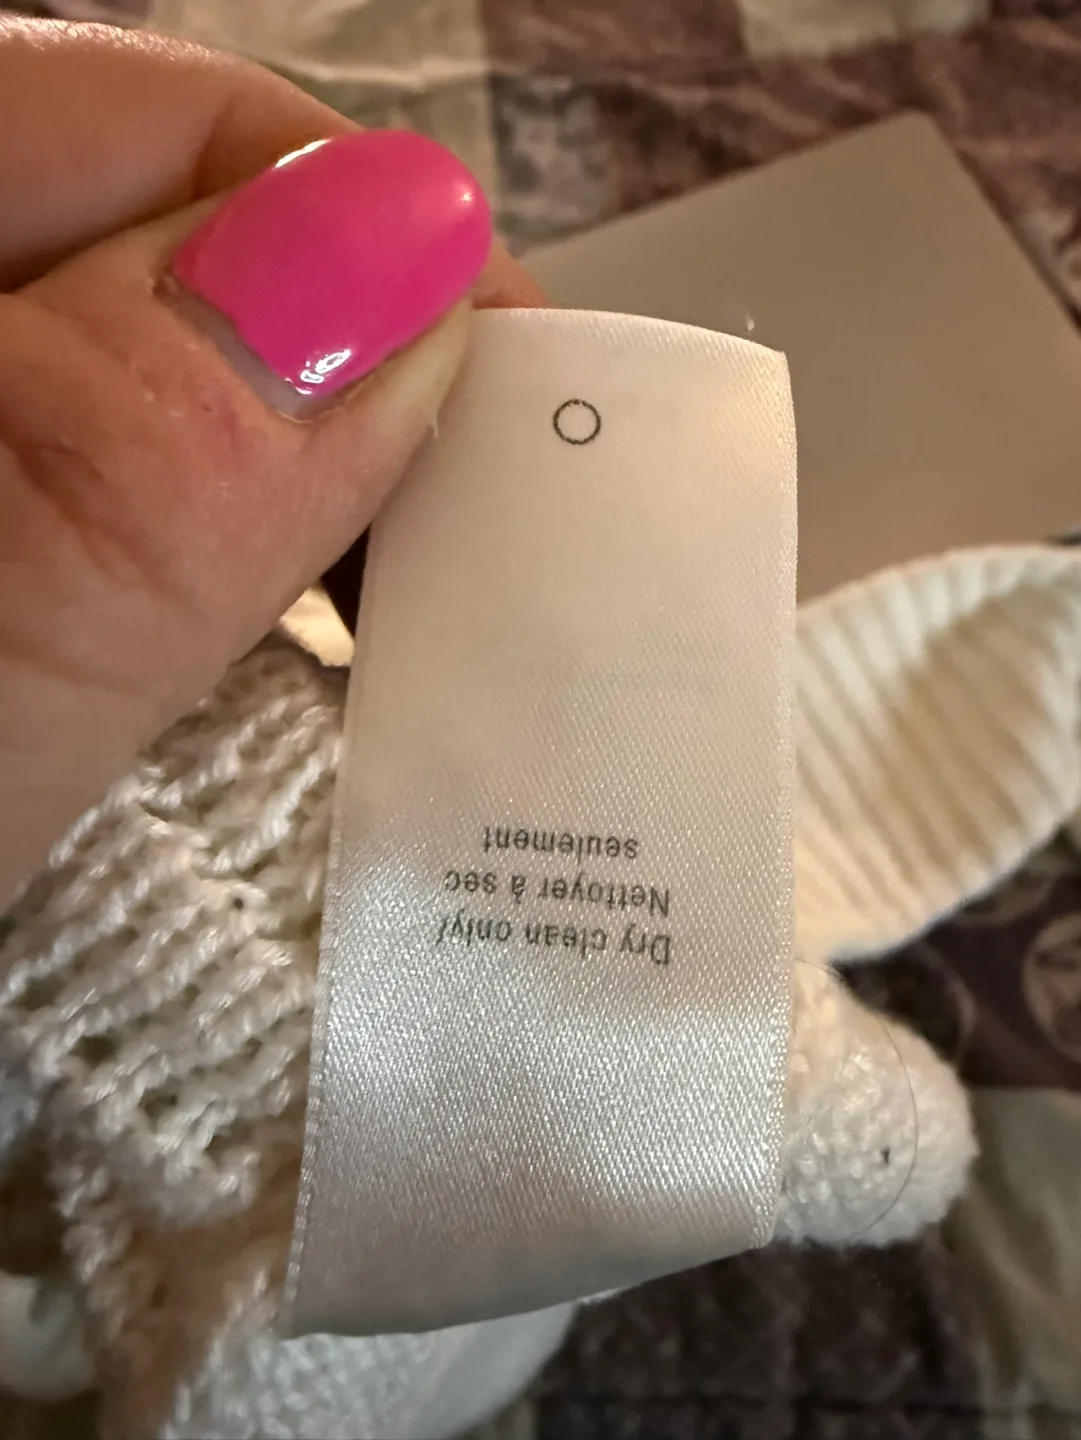 Dry clean only/
Nettoyer à sec
seulement